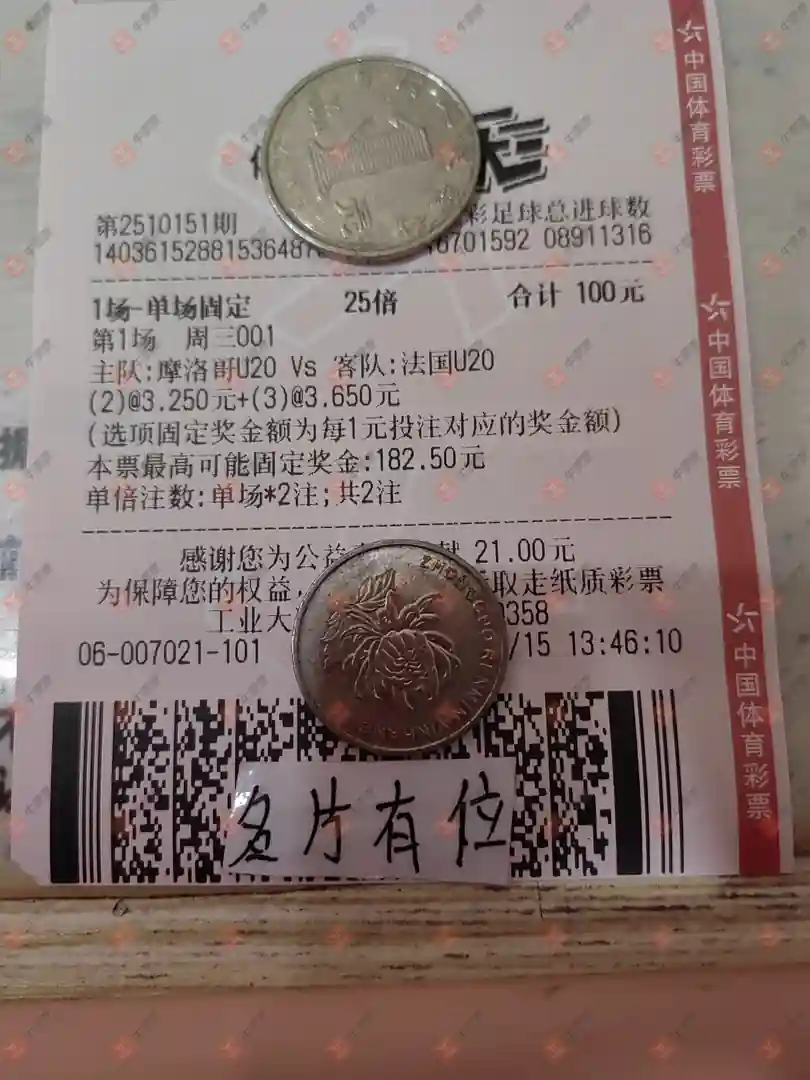 第2510151期
彩足球总进球数
14036152881536487
6701592 08911316
1场-单场固定 25倍 合计 100元
第1场 周三001
主队:摩洛哥U20 Vs 客队:法国U20
(2)@3.250元+(3)@3.650元
(选项固定奖金额为每1元投注对应的奖金额)
本票最高可能固定奖金:182.50元
单倍注数:单场*2注;共2注
感谢您为公益
献 21.00元
为保障您的权益,
取走纸质彩票
工业大
0358
06-007021-101
/15 13:46:10
名片有位
中国体育彩票
中国体育彩票
中国体育彩票